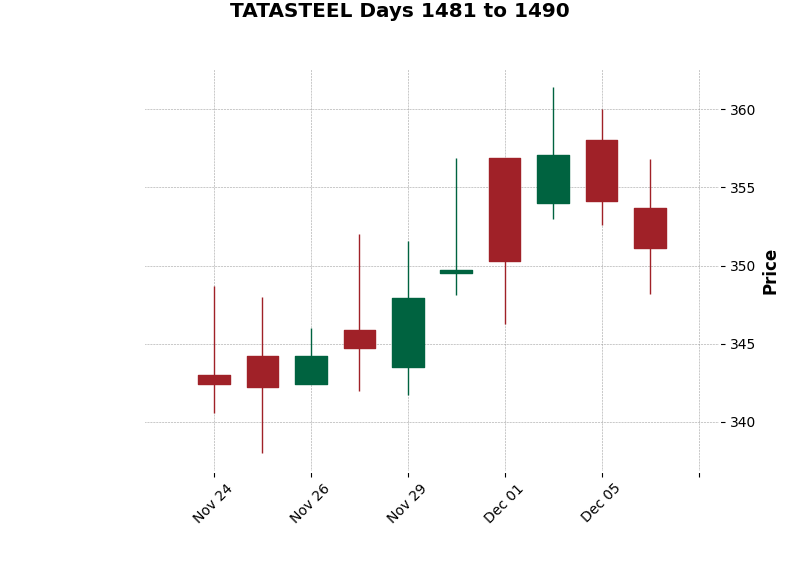 TATASTEEL Days 1481 to 1490
360
355
350
345
340
Price
Nov 24
Nov 26
Nov 29
Dec 01
Dec 05